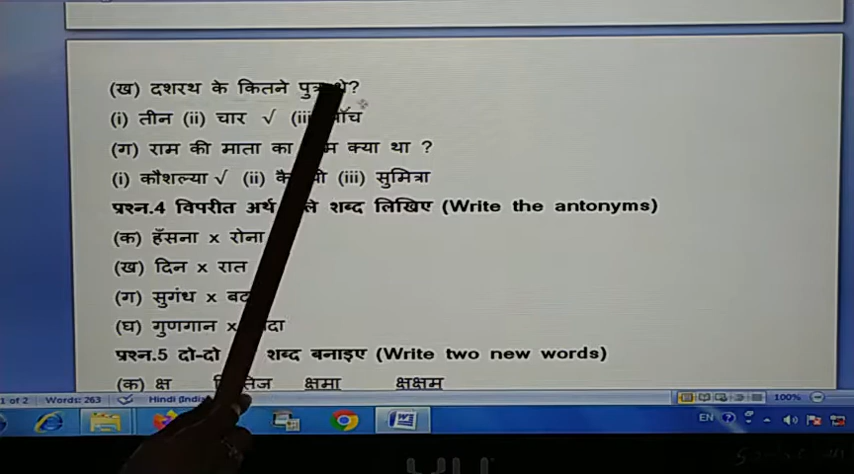 (ख) दशरथ के कितने पुत्र थे?
(i) तीन (ii) चार √ (iii) पाँच
(ग) राम की माता का क्या था ?
(i) कौशल्या √ (ii) (iii) सुमित्रा
प्रश्न.4 विपरीत अर्थ शब्द लिखिए (Write the antonyms)
(क) हँसना x रोना
(ख) दिन x रात
(ग) सुगंध x
(घ) गुणगान x
प्रश्न.5 दो-दो शब्द बनाइए (Write two new words)
(क) क्ष क्षमा क्षक्षम
1 of 2 Words: 263 Hindi (India) 100%
EN